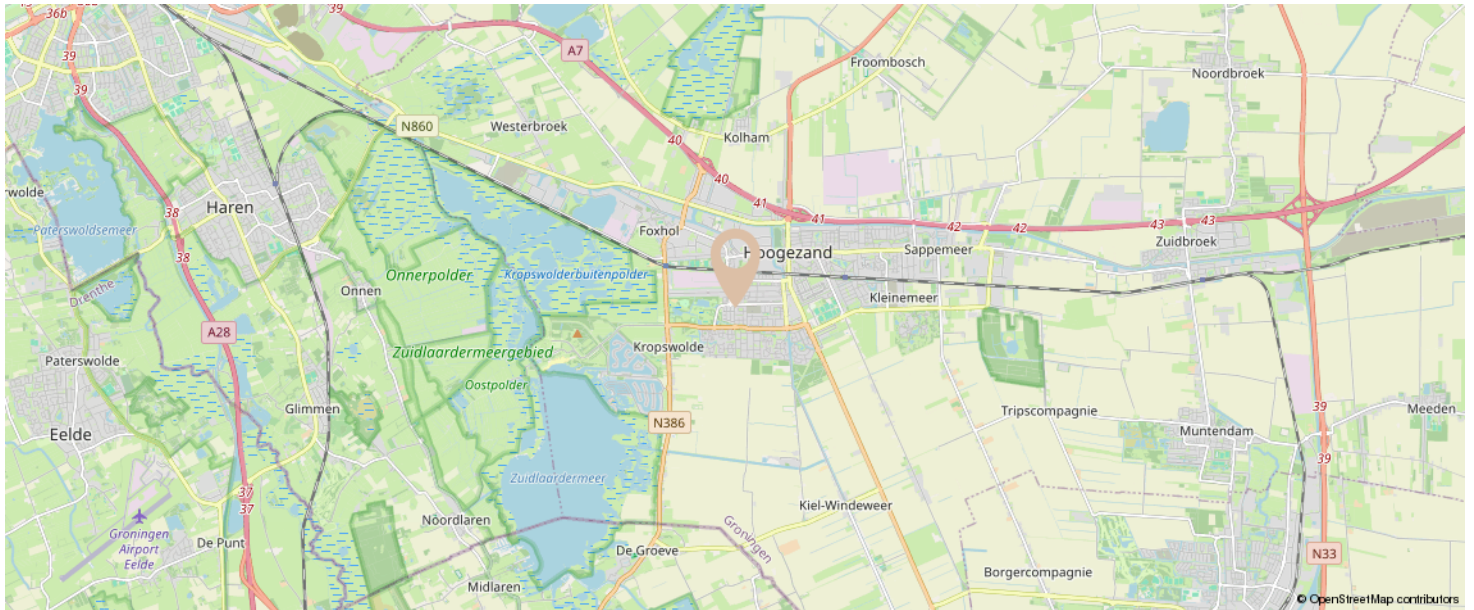 39
36b
39
39
A7
Froombosch
Noordbroek
N860
Westerbroek
Kolham
40
40
41
41
42
42
43
43
rwolde
Haren
38
38
Paterswoldsemeer
Foxhol
Hoogezand
Sappemeer
Zuidbroek
Onnerpolder
Kropswolderbuitenpolder
Drenthe
Onnen
Kleinemeer
A28
Paterswolde
Zuidlaardermeergebied
Kropswolde
Oostpolder
Glimmen
Tripscompagnie
39
Meeden
Eelde
N386
Muntendam
39
Zuidlaardermeer
37
37
Kiel-Windeweer
Noordlaren
Groningen
Groningen
Airport
Eelde
De Punt
De Groeve
N33
Midlaren
Borgercompagnie
© OpenStreetMap contributors